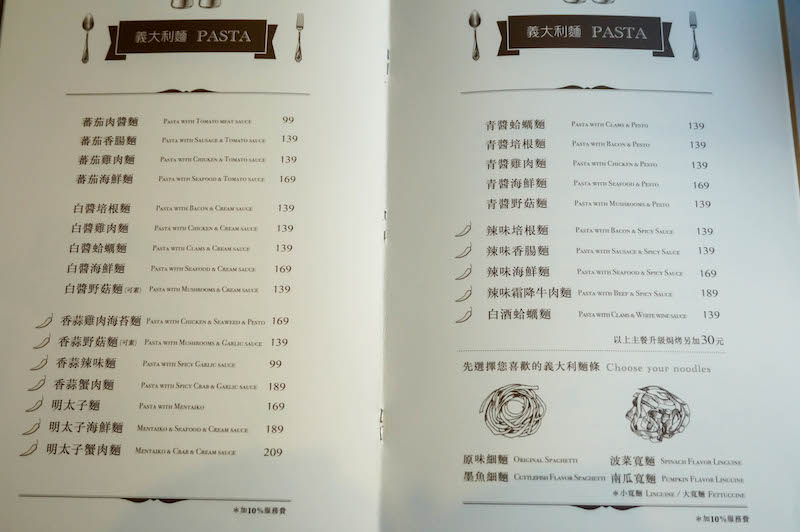 義大利麵 PASTA
蕃茄肉醬麵 PASTA WITH TOMATO MEAT SAUCE 99
蕃茄香腸麵 PASTA WITH SAUSAGE & TOMATO SAUCE 139
蕃茄雞肉麵 PASTA WITH CHICKEN & TOMATO SAUCE 139
蕃茄海鮮麵 PASTA WITH SEAFOOD & TOMATO SAUCE 169
白醬培根麵 PASTA WITH BACON & CREAM SAUCE 139
白醬雞肉麵 PASTA WITH CHICKEN & CREAM SAUCE 139
白醬蛤蠣麵 PASTA WITH CLAMS & CREAM SAUCE 139
白醬海鮮麵 PASTA WITH SEAFOOD & CREAM SAUCE 169
白醬野菇麵(可素) PASTA WITH MUSHROOMS & CREAM SAUCE 139
香蒜雞肉海苔麵 PASTA WITH CHICKEN & SEAWEED & PESTO 169
香蒜野菇麵(可素) PASTA WITH MUSHROOMS & GARLIC SAUCE 139
香蒜辣味麵 PASTA WITH SPICY GARLIC SAUCE 99
香蒜蟹肉麵 PASTA WITH SPICY CRAB & GARLIC SAUCE 189
明太子麵 PASTA WITH MENTAIKO 169
明太子海鮮麵 MENTAIKO & SEAFOOD & CREAM SAUCE 189
明太子蟹肉麵 MENTAIKO & CRAB & CREAM SAUCE 209
＊加10%服務費
義大利麵 PASTA
青醬蛤蠣麵 PASTA WITH CLAMS & PESTO 139
青醬培根麵 PASTA WITH BACON & PESTO 139
青醬雞肉麵 PASTA WITH CHICKEN & PESTO 139
青醬海鮮麵 PASTA WITH SEAFOOD & PESTO 169
青醬野菇麵 PASTA WITH MUSHROOMS & PESTO 139
辣味培根麵 PASTA WITH BACON & SPICY SAUCE 139
辣味香腸麵 PASTA WITH SAUSAGE & SPICY SAUCE 139
辣味海鮮麵 PASTA WITH SEAFOOD & SPICY SAUCE 169
辣味霜降牛肉麵 PASTA WITH BEEF & SPICY SAUCE 189
白酒蛤蠣麵 PASTA WITH CLAMS & WHITE WINE SAUCE 139
以上主餐升級焗烤另加30元
先選擇您喜歡的義大利麵條 Choose your noodles
原味細麵 ORIGINAL SPAGHETTI 菠菜寬麵 SPINACH FLAVOR LINGUINE
墨魚細麵 CUTTLEFISH FLAVOR SPAGHETTI 南瓜寬麵 PUMPKIN FLAVOR LINGUINE
＊小寬麵 LINGUINE / 大寬麵 FETTUCCINE
＊加10%服務費